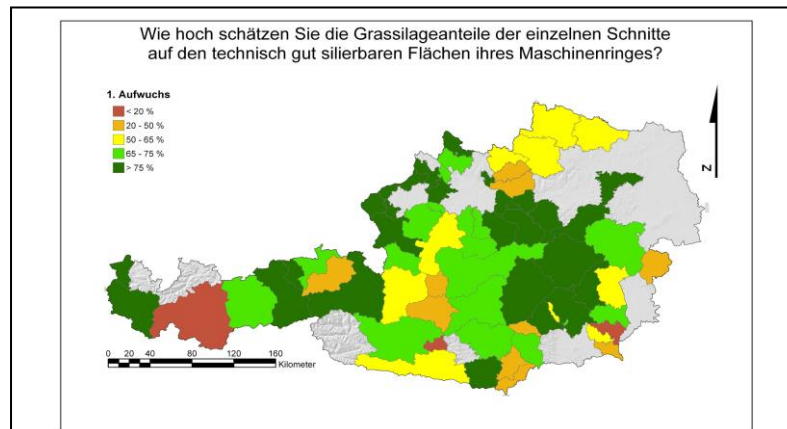 Wie hoch schätzen Sie die Grassilageanteile der einzelnen Schnitte
auf den technisch gut silierbaren Flächen ihres Maschinenringes?
1. Aufwuchs
< 20 %
20 - 50 %
50 - 65 %
65 - 75 %
> 75 %
N
0 20 40 80 120 160
Kilometer